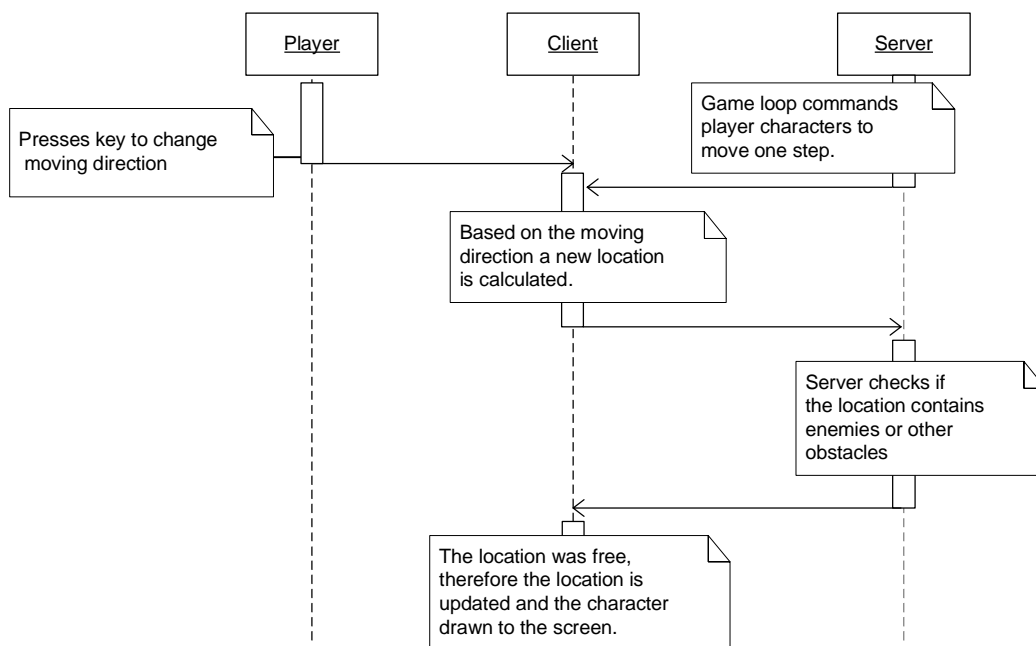 Player
Client
Server
Game loop commands
player characters to
move one step.
Presses key to change
moving direction
Based on the moving
direction a new location
is calculated.
Server checks if
the location contains
enemies or other
obstacles
The location was free,
therefore the location is
updated and the character
drawn to the screen.